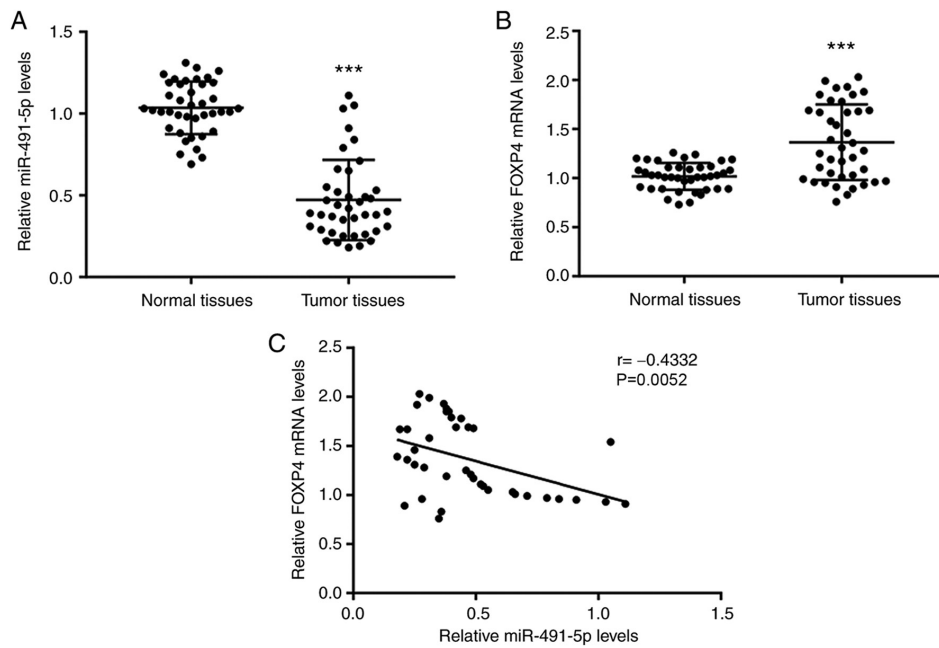 A
Relative miR-491-5p levels
1.5
1.0
0.5
0.0
***
Normal tissues
Tumor tissues
B
Relative FOXP4 mRNA levels
2.5
2.0
1.5
1.0
0.5
0.0
***
Normal tissues
Tumor tissues
C
Relative FOXP4 mRNA levels
2.5
2.0
1.5
1.0
0.5
0.0
r= −0.4332
P=0.0052
0.0
0.5
1.0
1.5
Relative miR-491-5p levels